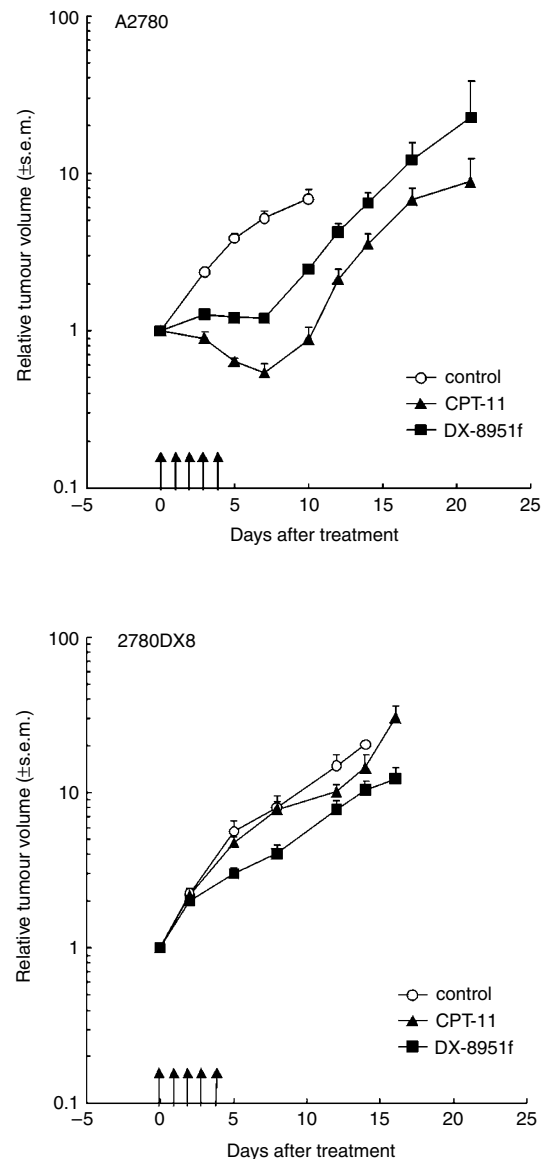 A2780
100
10
1
0.1
Relative tumour volume (±s.e.m.)
control
CPT-11
DX-8951f
−5
0
5
10
15
20
25
Days after treatment
2780DX8
100
10
1
0.1
Relative tumour volume (±s.e.m.)
control
CPT-11
DX-8951f
−5
0
5
10
15
20
25
Days after treatment